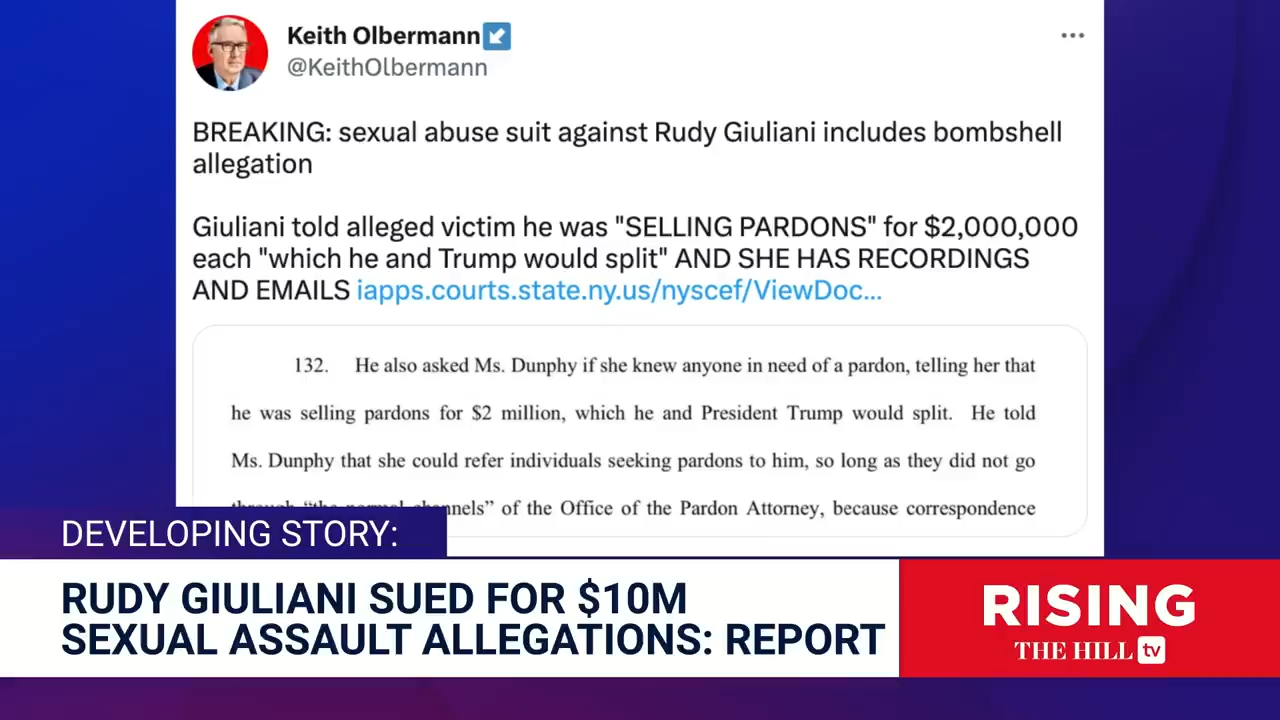 Keith Olbermann
@KeithOlbermann
BREAKING: sexual abuse suit against Rudy Giuliani includes bombshell
allegation
Giuliani told alleged victim he was "SELLING PARDONS" for $2,000,000
each "which he and Trump would split" AND SHE HAS RECORDINGS
AND EMAILS iapps.courts.state.ny.us/nyscef/ViewDoc...
132. He also asked Ms. Dunphy if she knew anyone in need of a pardon, telling her that
he was selling pardons for $2 million, which he and President Trump would split. He told
Ms. Dunphy that she could refer individuals seeking pardons to him, so long as they did not go
through “the normal channels” of the Office of the Pardon Attorney, because correspondence
DEVELOPING STORY:
RUDY GIULIANI SUED FOR $10M
SEXUAL ASSAULT ALLEGATIONS: REPORT
RISING
THE HILL tv